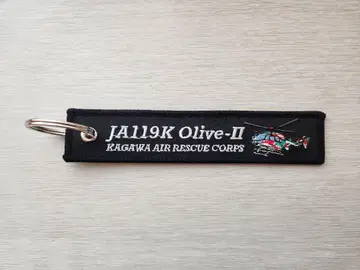 JA119K Olive-II
KAGAWA AIR RESCUE CORPS